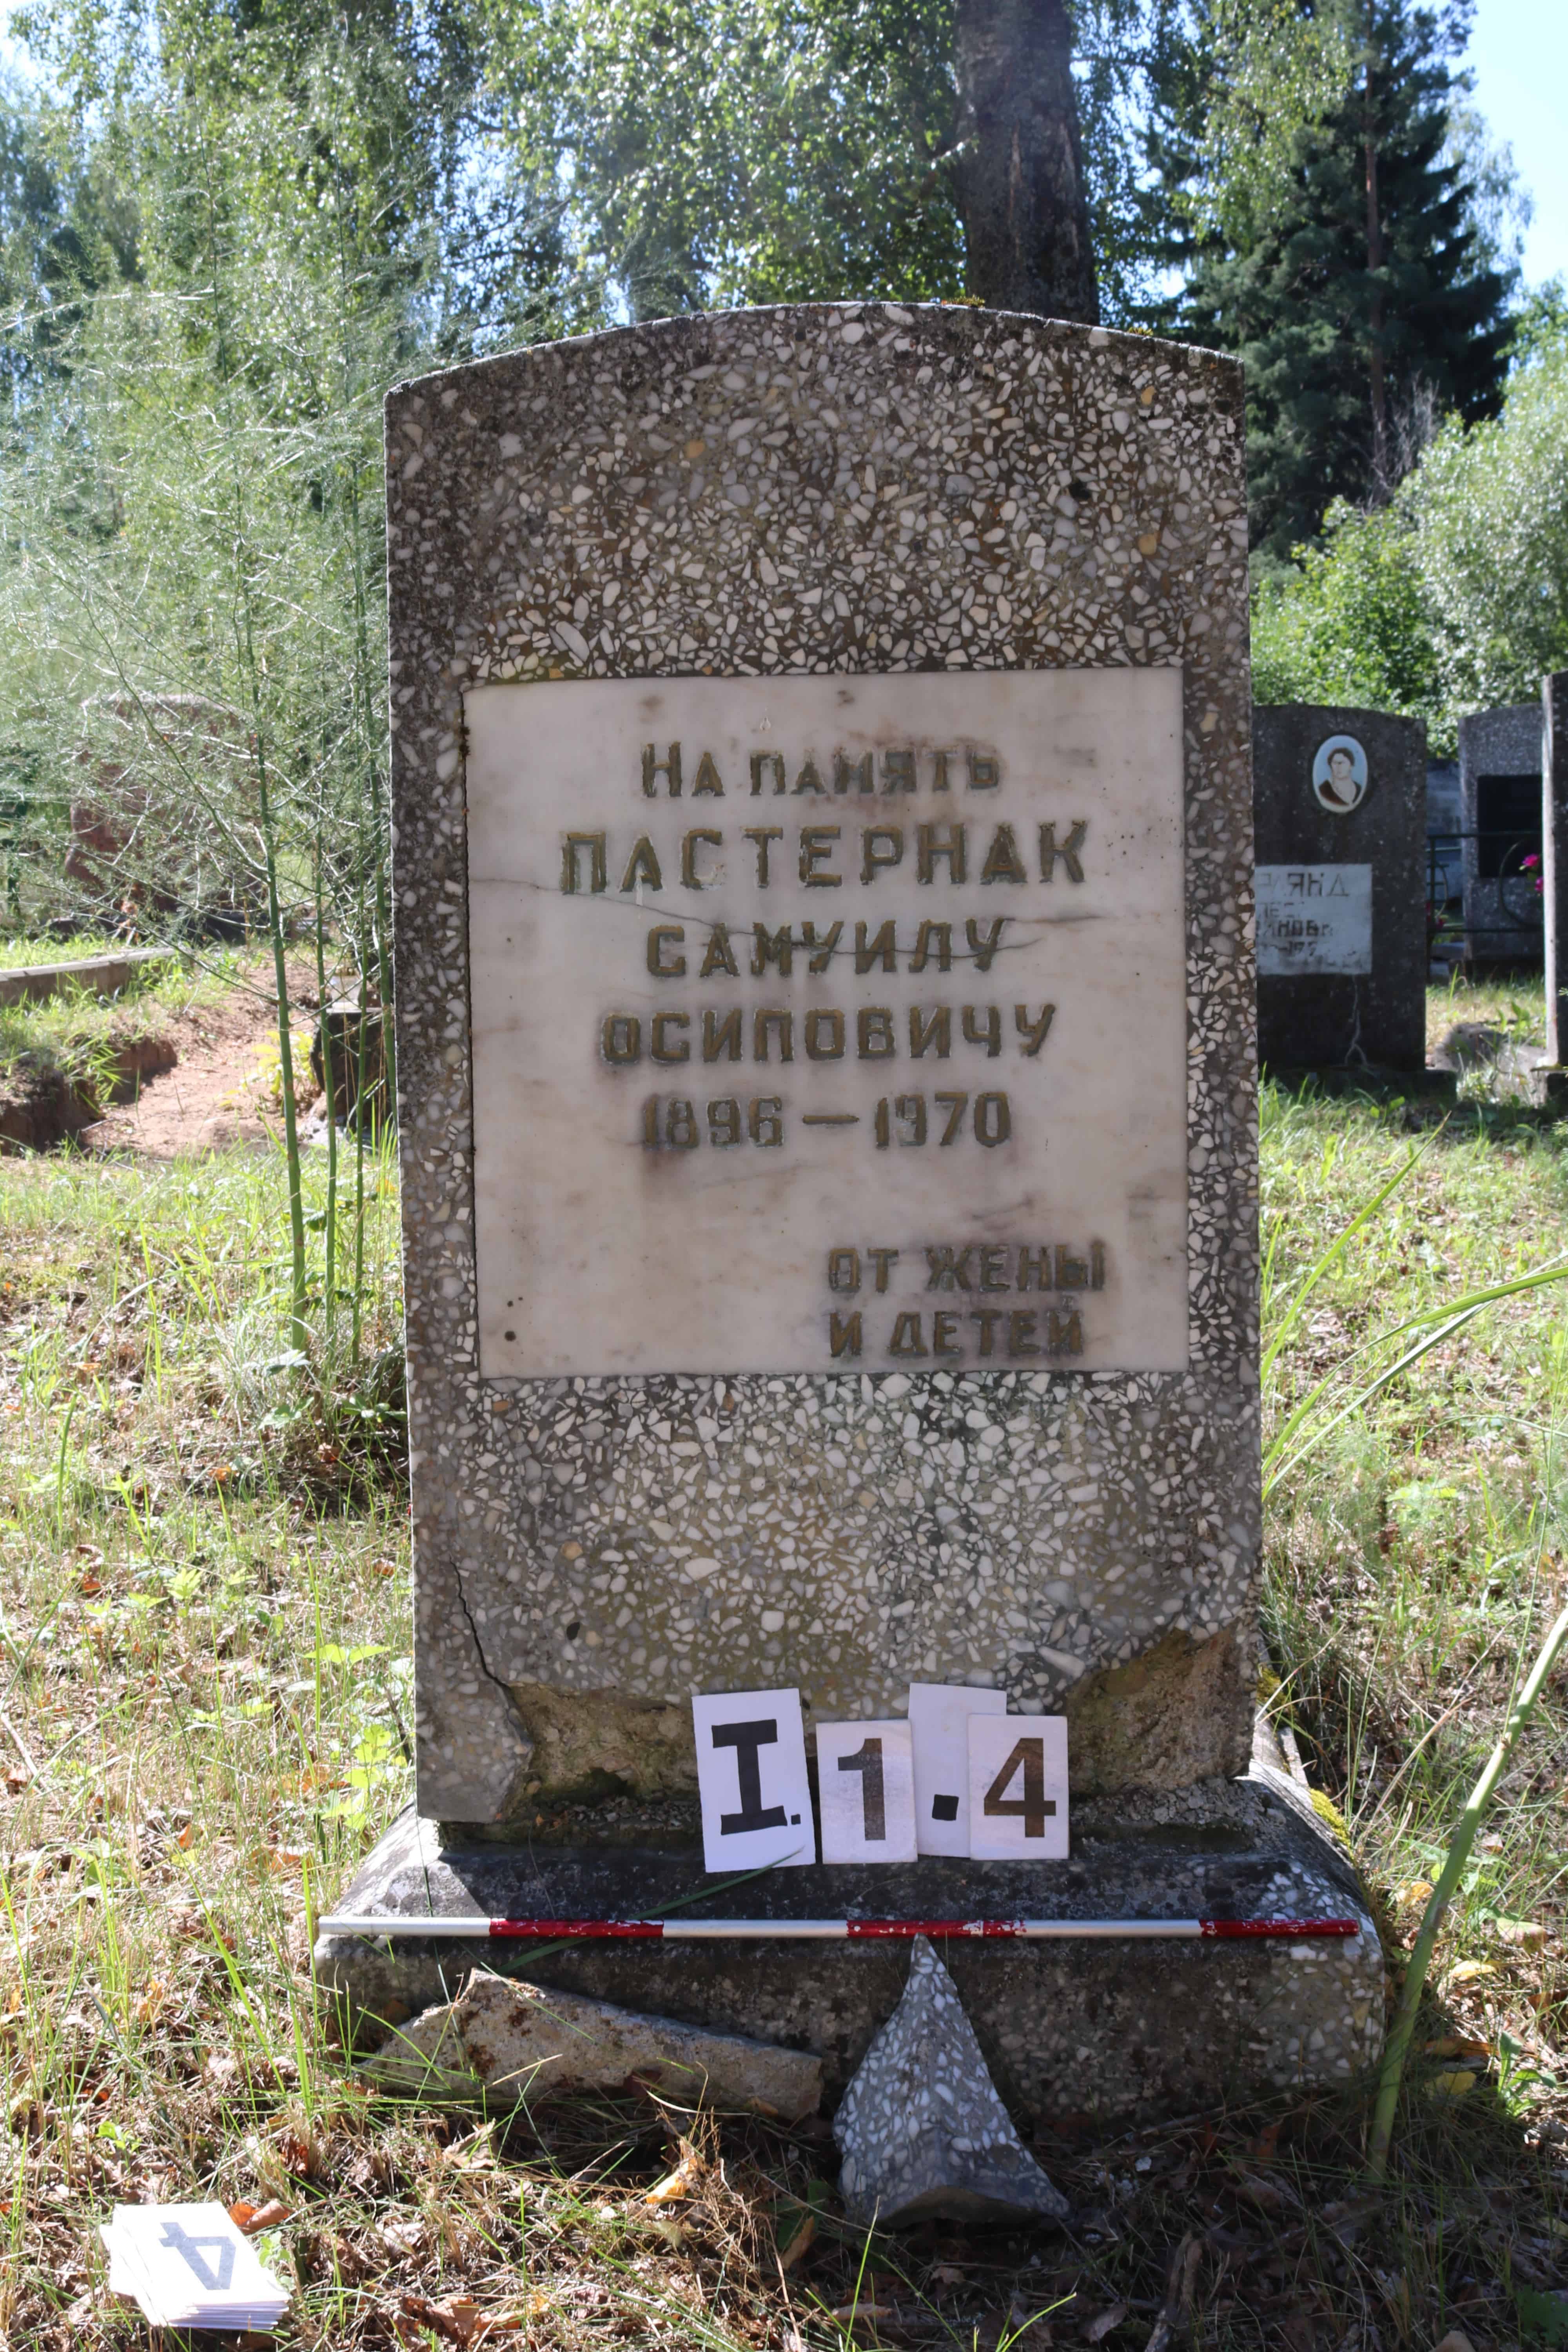 На память
ПАСТЕРНАК
САМУИЛУ
ОСИПОВИЧУ
1896 — 1970
ОТ ЖЕНЫ
И ДЕТЕЙ
I. 1.4
4